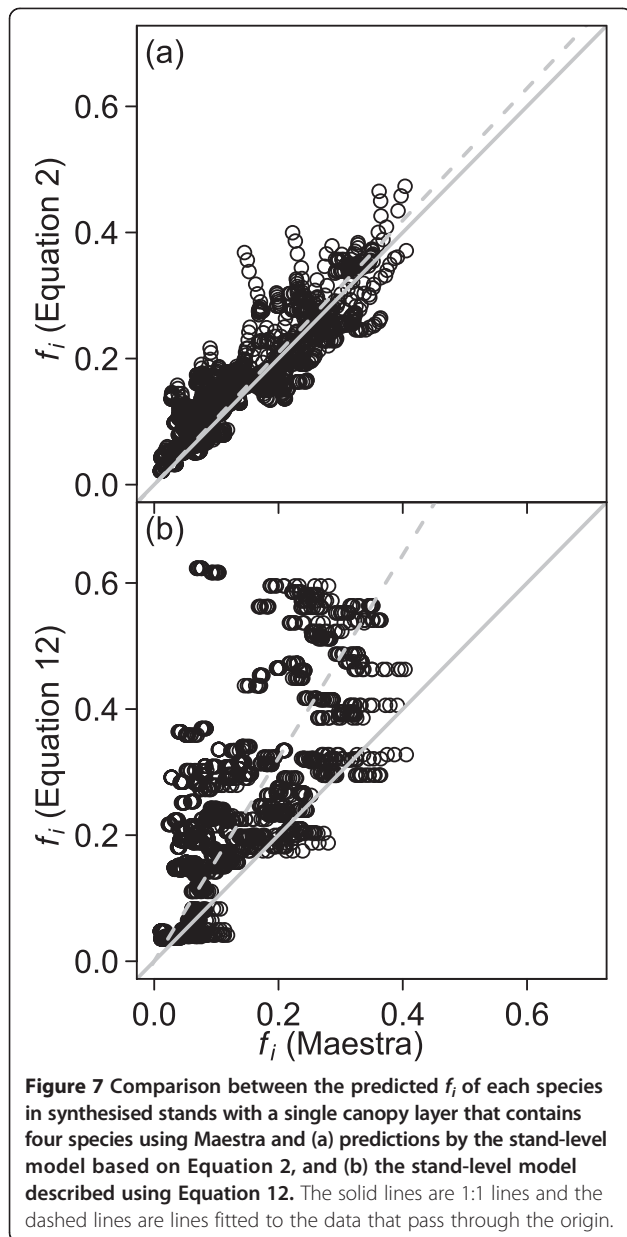 (a)
0.6
0.4
0.2
0.0
f_i (Equation 2)
(b)
0.6
0.4
0.2
0.0
f_i (Equation 12)
0.0 0.2 0.4 0.6
f_i (Maestra)
Figure 7 Comparison between the predicted f_i of each species
in synthesised stands with a single canopy layer that contains
four species using Maestra and (a) predictions by the stand-level
model based on Equation 2, and (b) the stand-level model
described using Equation 12. The solid lines are 1:1 lines and the
dashed lines are lines fitted to the data that pass through the origin.